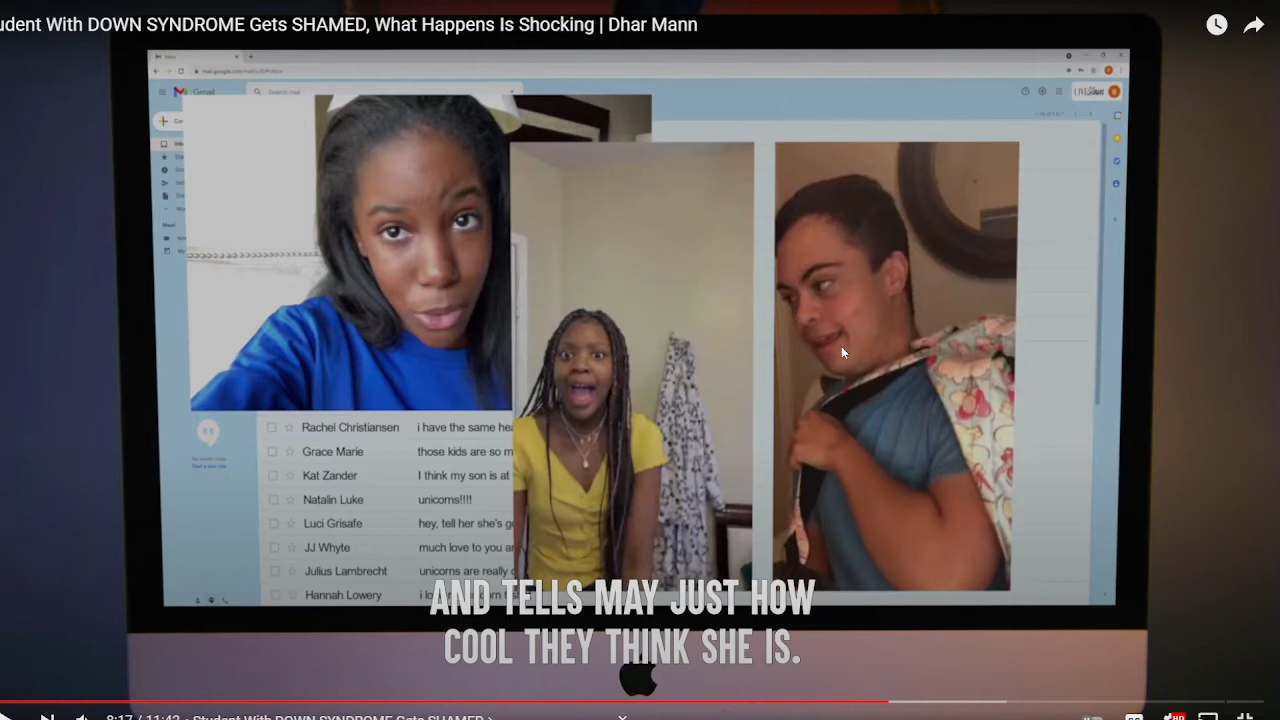 udent With DOWN SYNDROME Gets SHAMED, What Happens Is Shocking | Dhar Mann
Gmail
Search mail
Meet
Rachel Christiansen i have the same hea
Grace Marie those kids are so m
Kat Zander I think my son is at
Natalin Luke unicorns!!!!
Luci Grisafe hey, tell her she's go
JJ Whyte much love to you an
Julius Lambrecht unicorns are really
Hannah Lowery
AND TELLS MAY JUST HOW
COOL THEY THINK SHE IS.
8:17 / 11:42 • Student With DOWN SYNDROME Gets SHAMED
HD